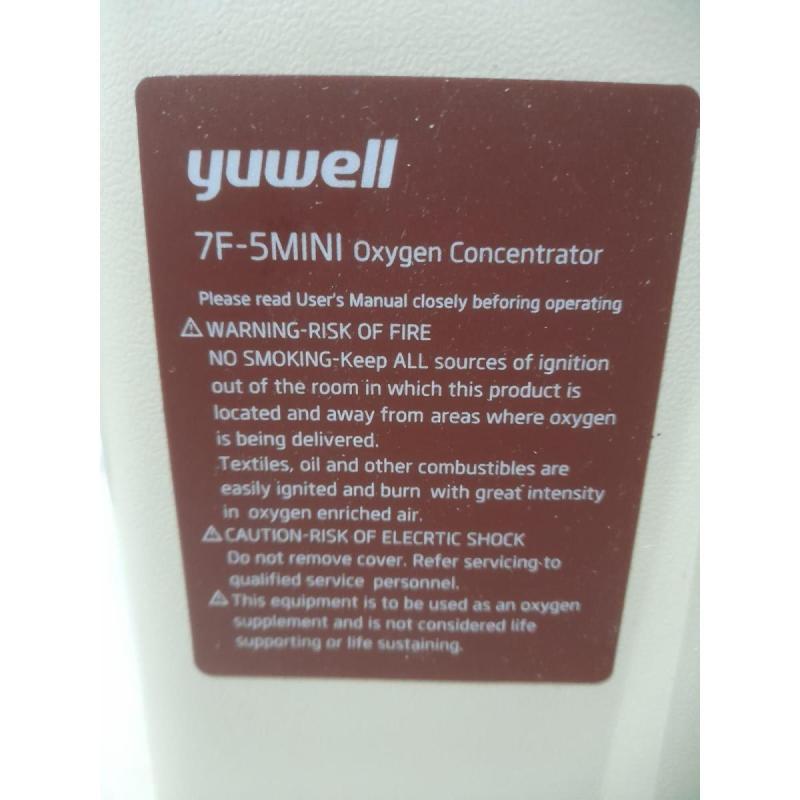 yuwell
7F-5MINI Oxygen Concentrator
Please read User's Manual closely beforing operating
⚠ WARNING-RISK OF FIRE
NO SMOKING-Keep ALL sources of ignition
out of the room in which this product is
located and away from areas where oxygen
is being delivered.
Textiles, oil and other combustibles are
easily ignited and burn with great intensity
in oxygen enriched air.
⚠ CAUTION-RISK OF ELECRTIC SHOCK
Do not remove cover. Refer servicing to
qualified service personnel.
⚠ This equipment is to be used as an oxygen
supplement and is not considered life
supporting or life sustaining.